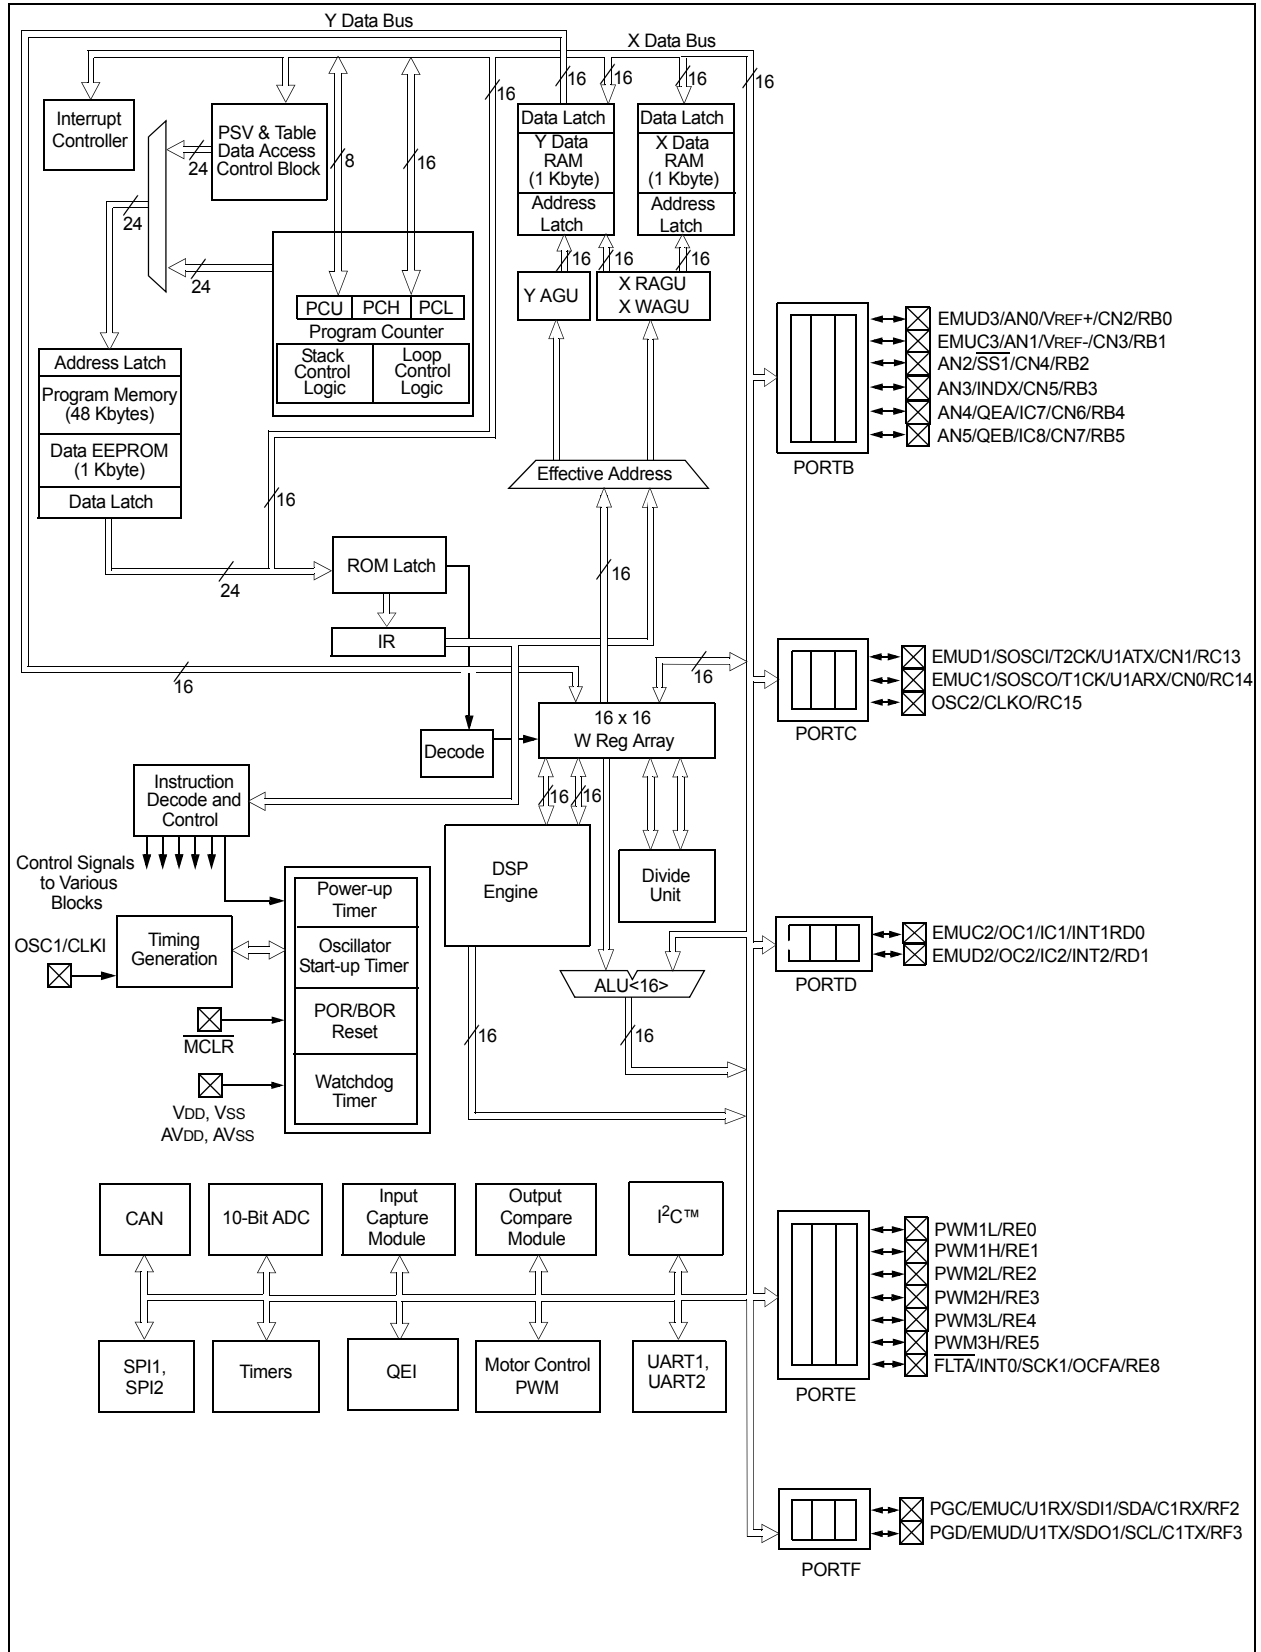 Y Data Bus
X Data Bus
16
16
16
16
16
Interrupt
Controller
PSV & Table
Data Access
Control Block
24
8
16
Data Latch
Y Data
RAM
(1 Kbyte)
Address
Latch
Data Latch
X Data
RAM
(1 Kbyte)
Address
Latch
24
24
16
16
16
Y AGU
X RAGU
X WAGU
PCU
PCH
PCL
Program Counter
Stack
Control
Logic
Loop
Control
Logic
Address Latch
Program Memory
(48 Kbytes)
Data EEPROM
(1 Kbyte)
Data Latch
Effective Address
16
24
ROM Latch
16
IR
16
16
16 x 16
W Reg Array
Decode
Instruction
Decode and
Control
16
16
DSP
Engine
Divide
Unit
Control Signals
to Various
Blocks
Power-up
Timer
OSC1/CLKI
Timing
Generation
Oscillator
Start-up Timer
ALU<16>
POR/BOR
Reset
MCLR
16
16
Watchdog
Timer
VDD, VSS
AVDD, AVSS
CAN
10-Bit ADC
Input
Capture
Module
Output
Compare
Module
I²C™
SPI1,
SPI2
Timers
QEI
Motor Control
PWM
UART1,
UART2
EMUD3/AN0/VREF+/CN2/RB0
EMUC3/AN1/VREF-/CN3/RB1
AN2/SS1/CN4/RB2
AN3/INDX/CN5/RB3
AN4/QEA/IC7/CN6/RB4
AN5/QEB/IC8/CN7/RB5
PORTB
EMUD1/SOSCI/T2CK/U1ATX/CN1/RC13
EMUC1/SOSCO/T1CK/U1ARX/CN0/RC14
OSC2/CLKO/RC15
PORTC
EMUC2/OC1/IC1/INT1RD0
EMUD2/OC2/IC2/INT2/RD1
PORTD
PWM1L/RE0
PWM1H/RE1
PWM2L/RE2
PWM2H/RE3
PWM3L/RE4
PWM3H/RE5
FLTA/INT0/SCK1/OCFA/RE8
PORTE
PGC/EMUC/U1RX/SDI1/SDA/C1RX/RF2
PGD/EMUD/U1TX/SDO1/SCL/C1TX/RF3
PORTF